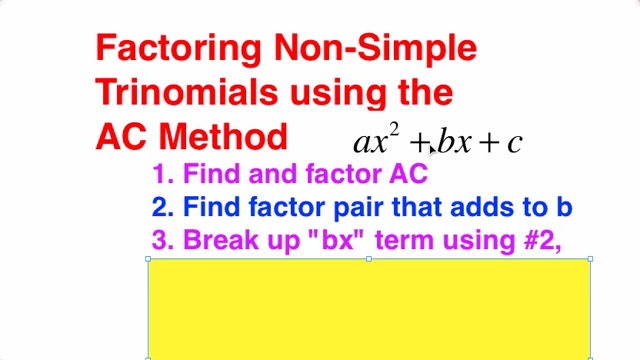 Factoring Non-Simple
Trinomials using the
AC Method ax² + bx + c
1. Find and factor AC
2. Find factor pair that adds to b
3. Break up "bx" term using #2,